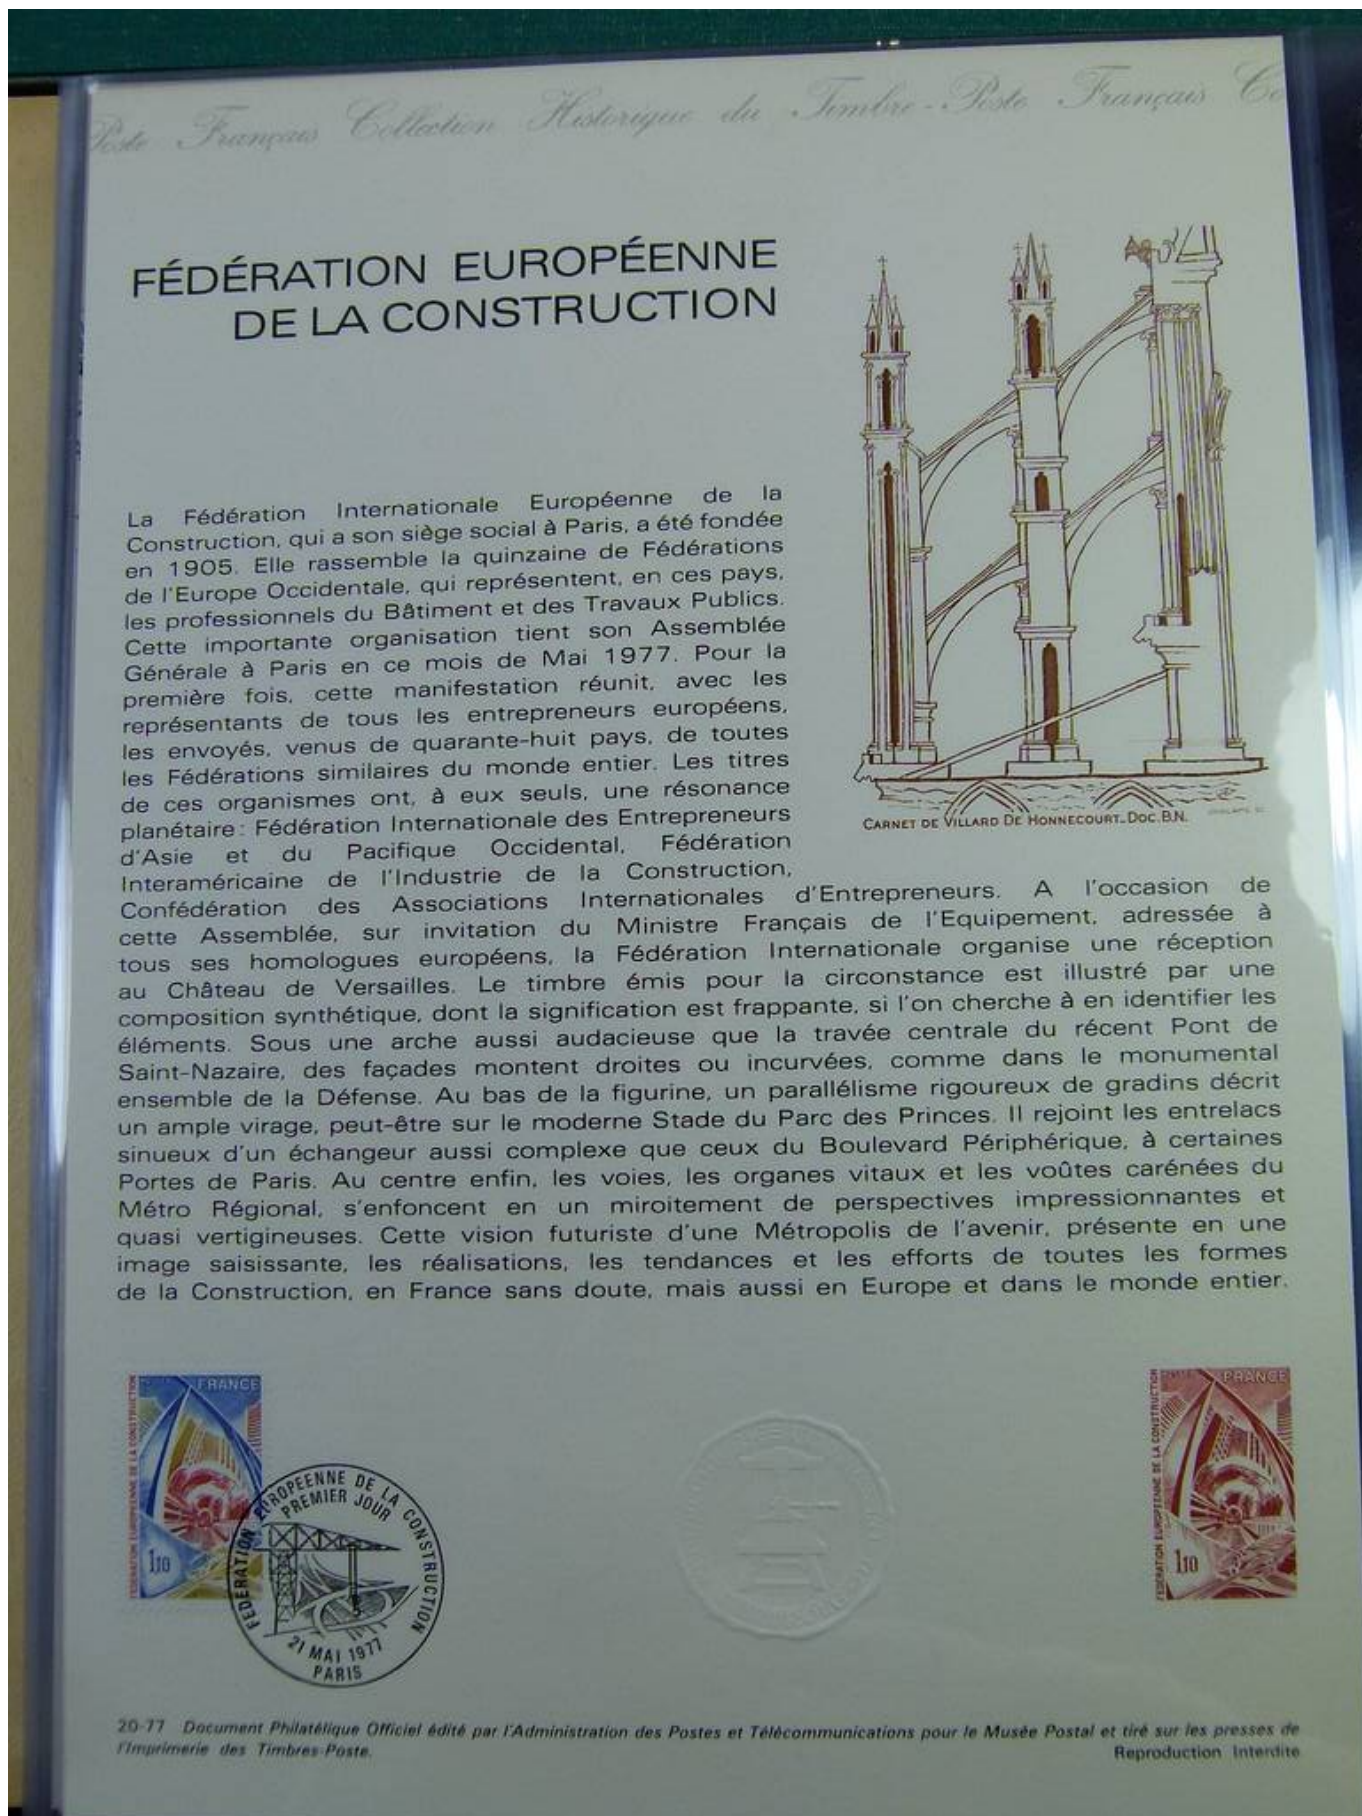 Poste Français Collection Historique du Timbre-Poste Français Co
FÉDÉRATION EUROPÉENNE
DE LA CONSTRUCTION
La Fédération Internationale Européenne de la
Construction, qui a son siège social à Paris, a été fondée
en 1905. Elle rassemble la quinzaine de Fédérations
de l'Europe Occidentale, qui représentent, en ces pays,
les professionnels du Bâtiment et des Travaux Publics.
Cette importante organisation tient son Assemblée
Générale à Paris en ce mois de Mai 1977. Pour la
première fois, cette manifestation réunit, avec les
représentants de tous les entrepreneurs européens,
les envoyés, venus de quarante-huit pays, de toutes
les Fédérations similaires du monde entier. Les titres
de ces organismes ont, à eux seuls, une résonance
planétaire: Fédération Internationale des Entrepreneurs
d'Asie et du Pacifique Occidental, Fédération
Interaméricaine de l'Industrie de la Construction,
CARNET DE VILLARD DE HONNECOURT_DOC.B.N.
Confédération des Associations Internationales d'Entrepreneurs. A l'occasion de
cette Assemblée, sur invitation du Ministre Français de l'Equipement, adressée à
tous ses homologues européens, la Fédération Internationale organise une réception
au Château de Versailles. Le timbre émis pour la circonstance est illustré par une
composition synthétique, dont la signification est frappante, si l'on cherche à en identifier les
éléments. Sous une arche aussi audacieuse que la travée centrale du récent Pont de
Saint-Nazaire, des façades montent droites ou incurvées, comme dans le monumental
ensemble de la Défense. Au bas de la figurine, un parallélisme rigoureux de gradins décrit
un ample virage, peut-être sur le moderne Stade du Parc des Princes. Il rejoint les entrelacs
sinueux d'un échangeur aussi complexe que ceux du Boulevard Périphérique, à certaines
Portes de Paris. Au centre enfin, les voies, les organes vitaux et les voûtes carénées du
Métro Régional, s'enfoncent en un miroitement de perspectives impressionnantes et
quasi vertigineuses. Cette vision futuriste d'une Métropolis de l'avenir, présente en une
image saisissante, les réalisations, les tendances et les efforts de toutes les formes
de la Construction, en France sans doute, mais aussi en Europe et dans le monde entier.
FRANCE
FÉDÉRATION EUROPÉENNE DE LA CONSTRUCTION
1,10
FEDERATION EUROPEENNE DE LA CONSTRUCTION
PREMIER JOUR
21 MAI 1977
PARIS
FRANCE
FÉDÉRATION EUROPÉENNE DE LA CONSTRUCTION
1,10
20-77 Document Philatélique Officiel édité par l'Administration des Postes et Télécommunications pour le Musée Postal et tiré sur les presses de
l'Imprimerie des Timbres-Poste.
Reproduction Interdite